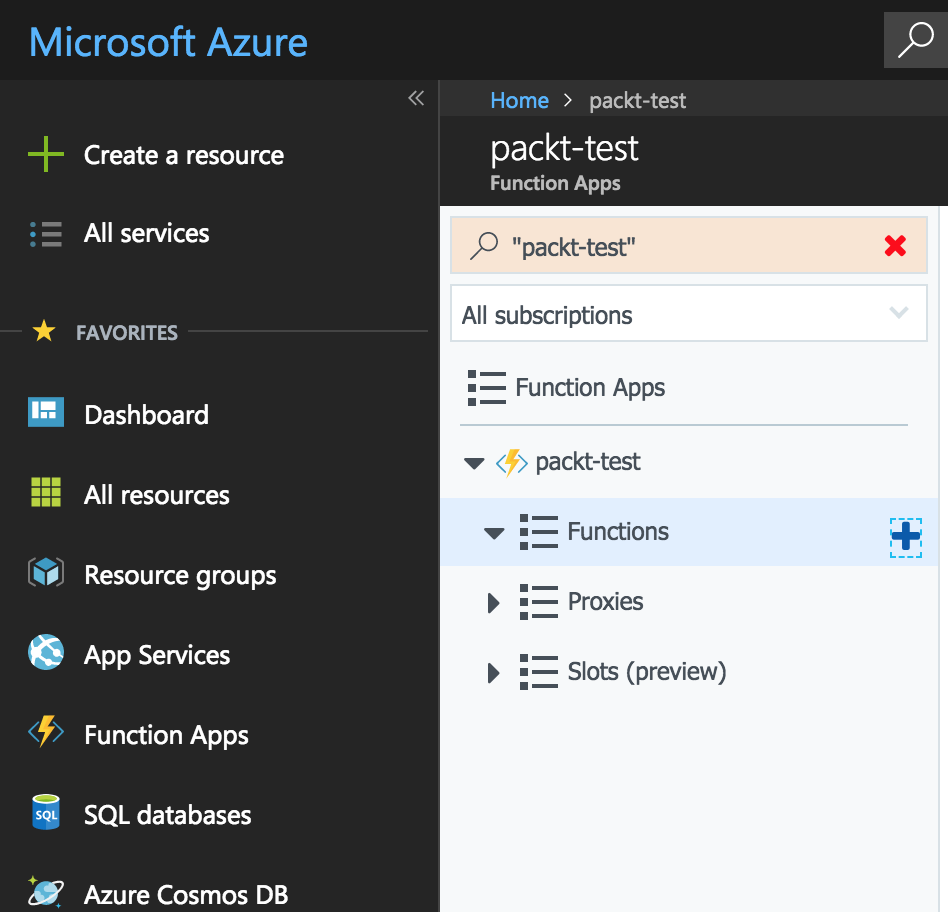 Microsoft Azure
«
Create a resource
All services
FAVORITES
Dashboard
All resources
Resource groups
App Services
Function Apps
SQL
SQL databases
Azure Cosmos DB
Home > packt-test
packt-test
Function Apps
"packt-test"
All subscriptions
Function Apps
packt-test
Functions
Proxies
Slots (preview)